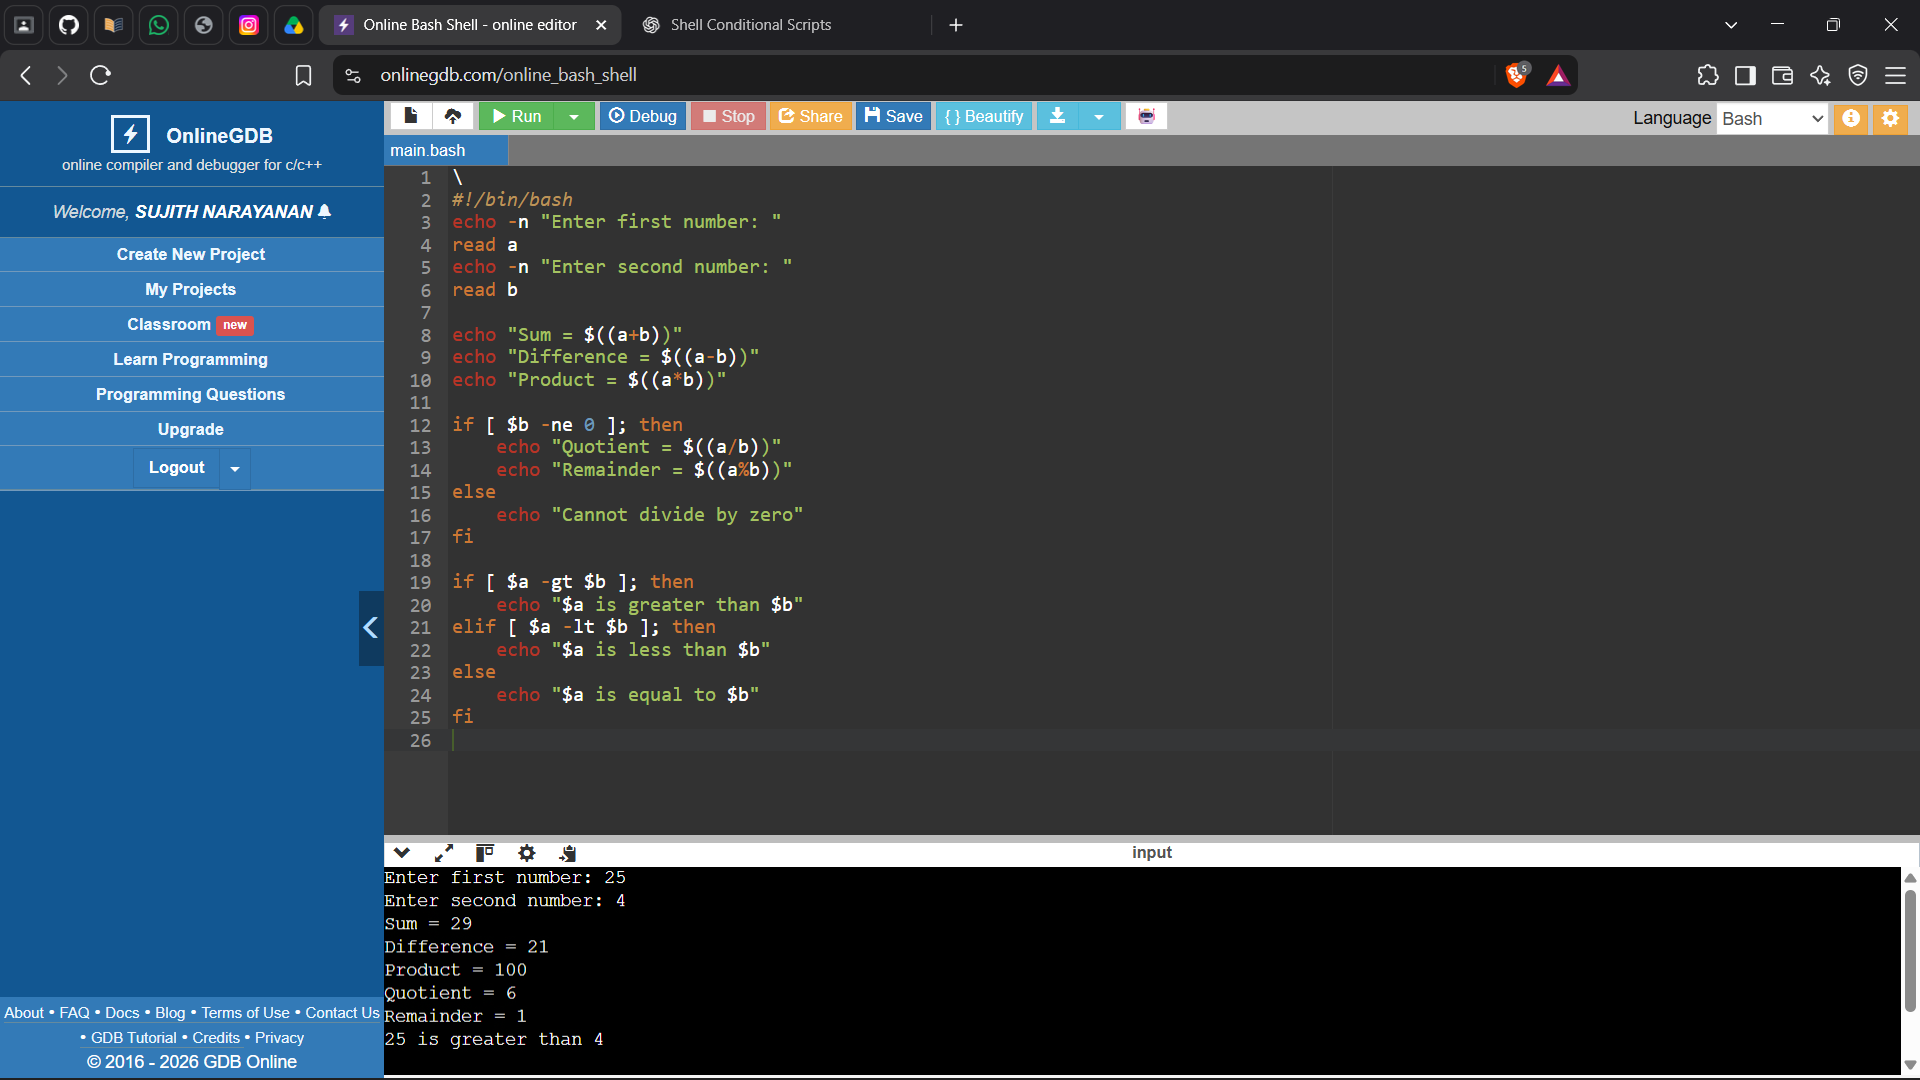 Online Bash Shell - online editor
Shell Conditional Scripts
onlinegdb.com/online_bash_shell
5
OnlineGDB
online compiler and debugger for c/c++
Welcome, SUJITH NARAYANAN
Create New Project
My Projects
Classroom new
Learn Programming
Programming Questions
Upgrade
Logout
About • FAQ • Docs • Blog • Terms of Use • Contact Us
• GDB Tutorial • Credits • Privacy
© 2016 - 2026 GDB Online
Run Debug Stop Share Save { } Beautify
Language Bash
main.bash
1 \
2 #!/bin/bash
3 echo -n "Enter first number: "
4 read a
5 echo -n "Enter second number: "
6 read b
7
8 echo "Sum = $((a+b))"
9 echo "Difference = $((a-b))"
10 echo "Product = $((a*b))"
11
12 if [ $b -ne 0 ]; then
13     echo "Quotient = $((a/b))"
14     echo "Remainder = $((a%b))"
15 else
16     echo "Cannot divide by zero"
17 fi
18
19 if [ $a -gt $b ]; then
20     echo "$a is greater than $b"
21 elif [ $a -lt $b ]; then
22     echo "$a is less than $b"
23 else
24     echo "$a is equal to $b"
25 fi
26
input
Enter first number: 25
Enter second number: 4
Sum = 29
Difference = 21
Product = 100
Quotient = 6
Remainder = 1
25 is greater than 4